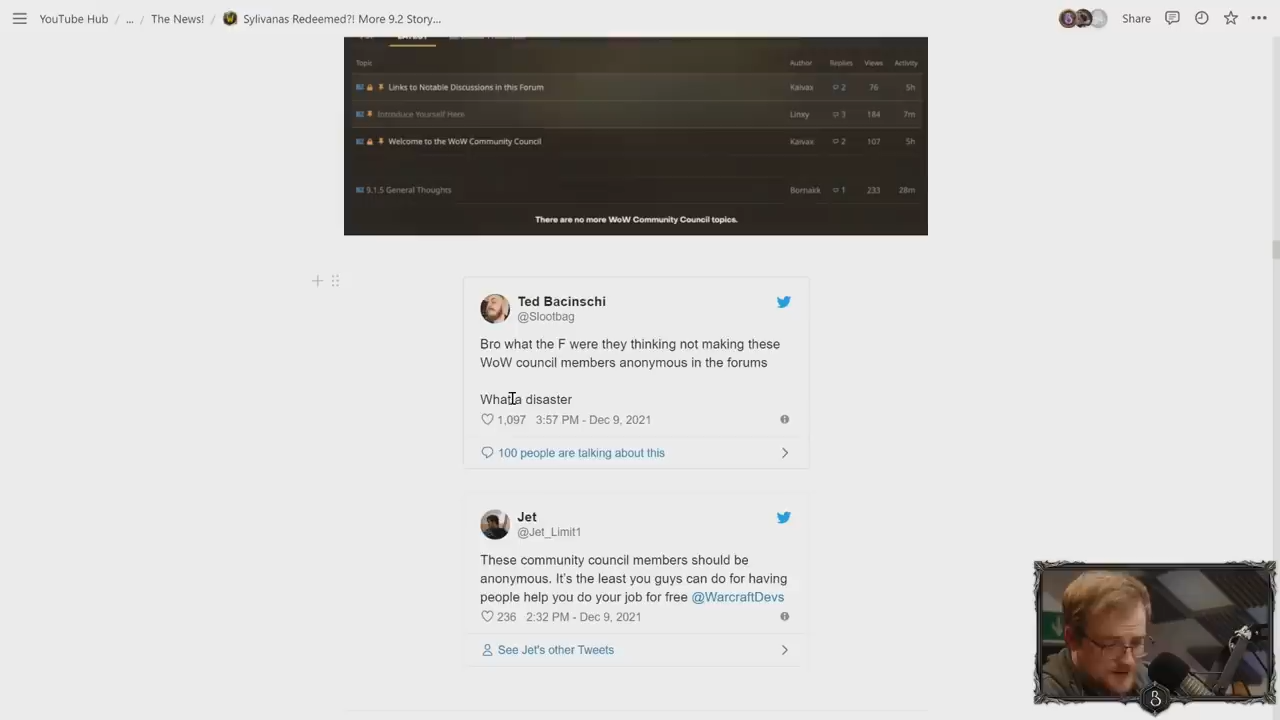 YouTube Hub / ... / The News! / Sylivanas Redeemed?! More 9.2 Story...
Share
LATEST
Topic Author Replies Views Activity
Links to Notable Discussions in this Forum Kaivax 2 76 5h
Introduce Yourself Here Linxy 3 184 7m
Welcome to the WoW Community Council Kaivax 2 107 5h
9.1.5 General Thoughts Bornakk 1 233 28m
There are no more WoW Community Council topics.
Ted Bacinschi
@Slootbag
Bro what the F were they thinking not making these
WoW council members anonymous in the forums
What a disaster
1,097 3:57 PM - Dec 9, 2021
100 people are talking about this
Jet
@Jet_Limit1
These community council members should be
anonymous. It's the least you guys can do for having
people help you do your job for free @WarcraftDevs
236 2:32 PM - Dec 9, 2021
See Jet's other Tweets